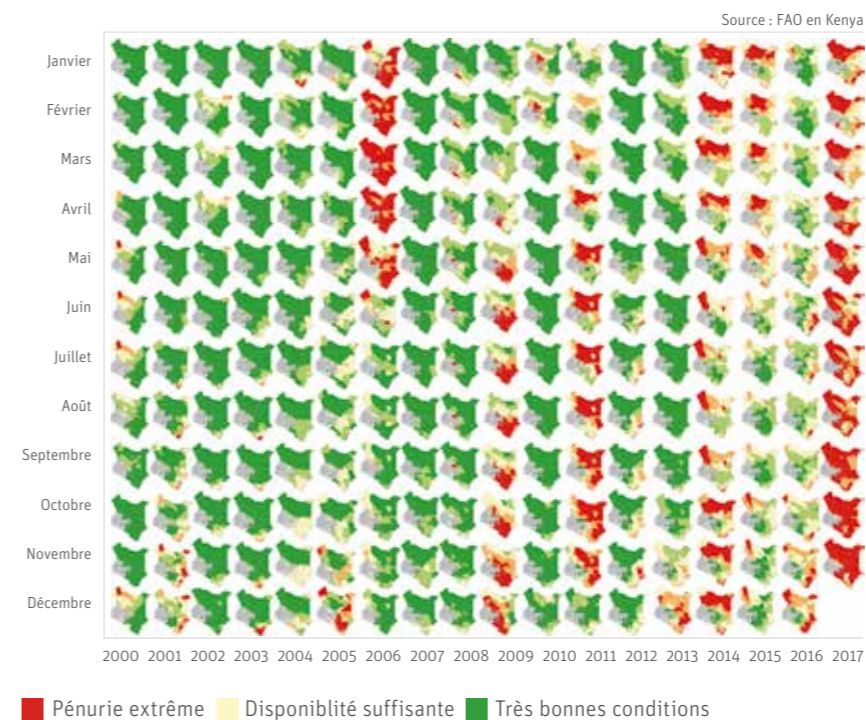 Source : FAO en Kenya
Janvier
Février
Mars
Avril
Mai
Juin
Juillet
Août
Septembre
Octobre
Novembre
Décembre
2000 2001 2002 2003 2004 2005 2006 2007 2008 2009 2010 2011 2012 2013 2014 2015 2016 2017
Pénurie extrême Disponiblité suffisante Très bonnes conditions